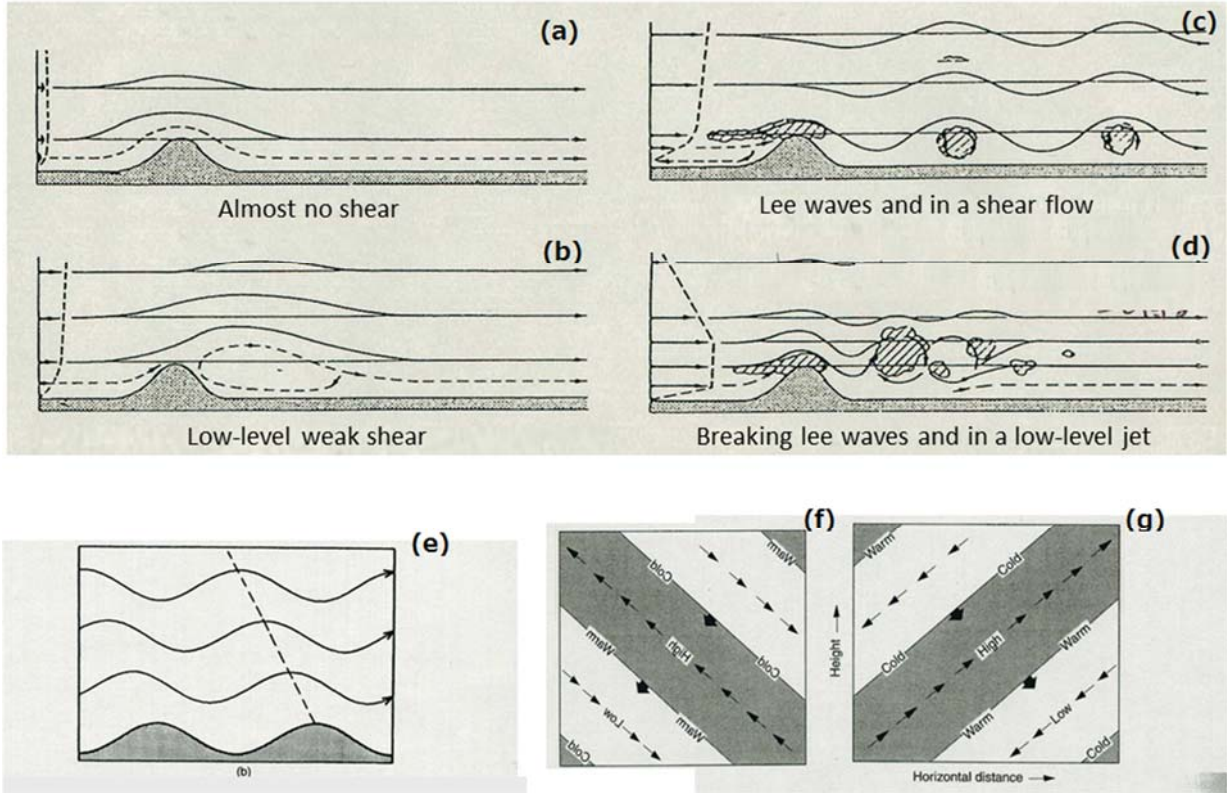 (a)
Almost no shear
(b)
Low-level weak shear
(c)
Lee waves and in a shear flow
(d)
Breaking lee waves and in a low-level jet
(e)
(b)
(f)
Warm
Cold
High
Cold
Warm
Low
Warm
Cold
(g)
Height
Warm
Cold
Cold
High
Warm
Warm
Low
Cold
Horizontal distance